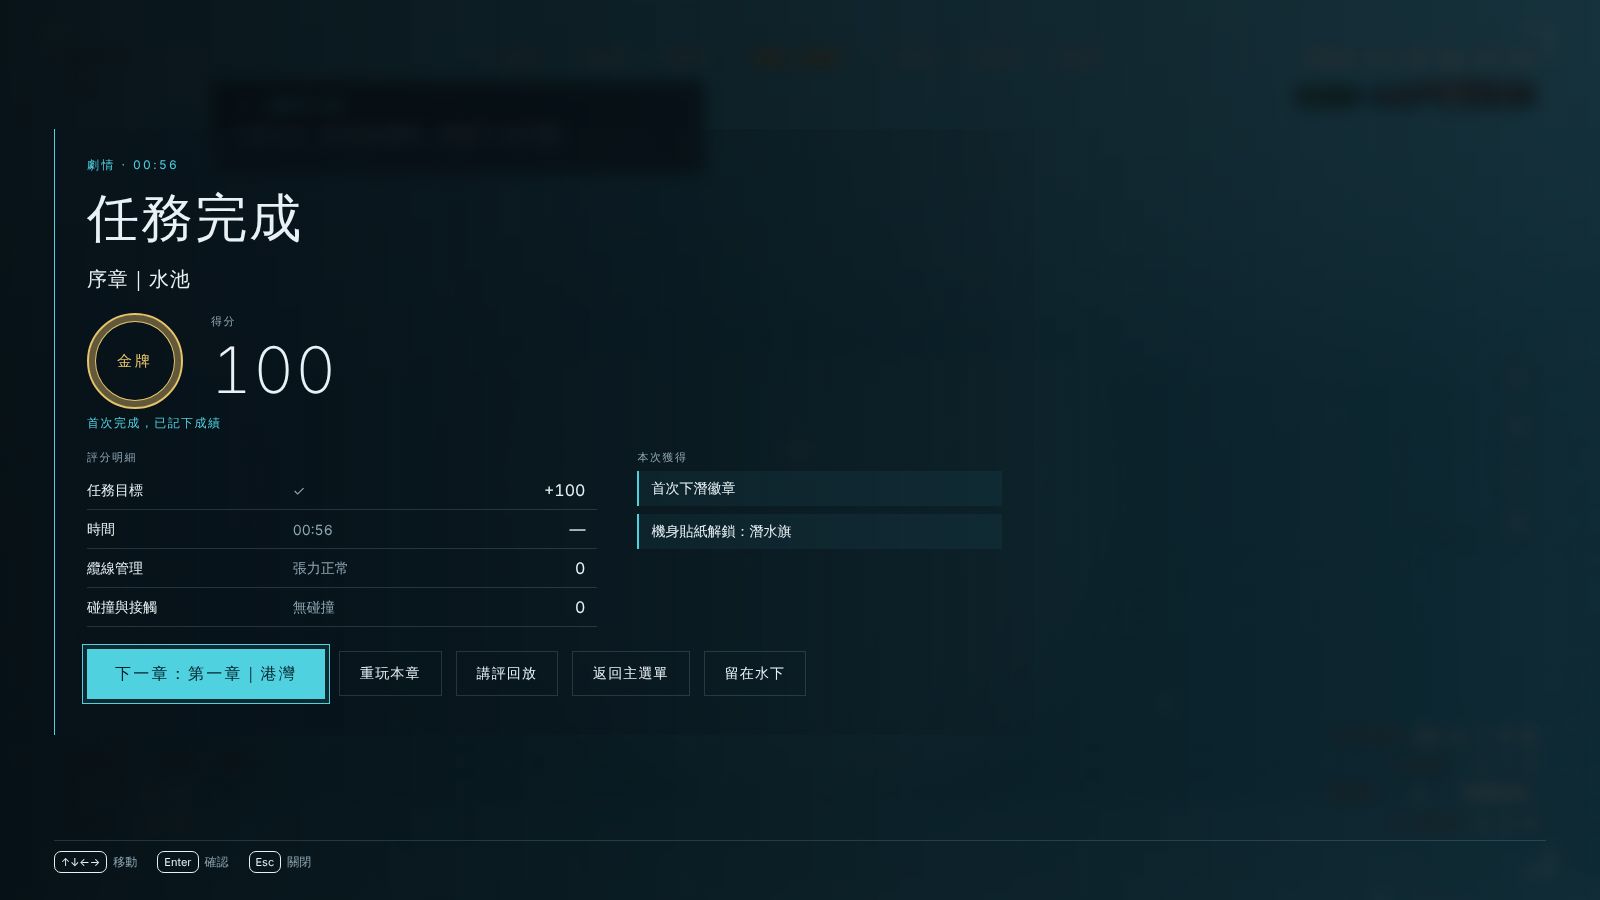 劇情 · 00:56
任務完成
序章｜水池
金牌
得分
100
首次完成，已記下成績
評分明細
任務目標 ✓ +100
時間 00:56 —
纜線管理 張力正常 0
碰撞與接觸 無碰撞 0
本次獲得
首次下潛徽章
機身貼紙解鎖：潛水旗
下一章：第一章｜港灣 重玩本章 講評回放 返回主選單 留在水下
↑↓←→ 移動 Enter 確認 Esc 關閉